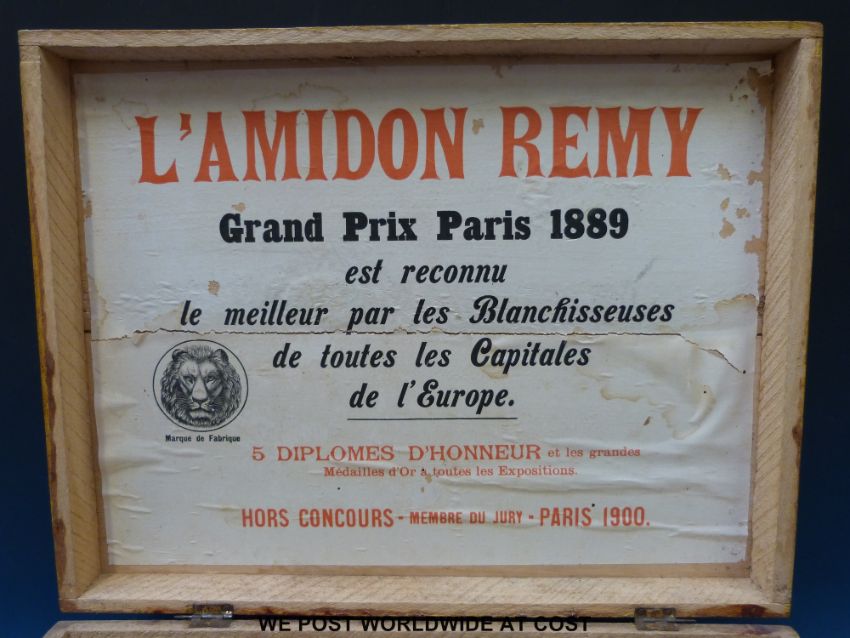 L'AMIDON REMY
Grand Prix Paris 1889
est reconnu
le meilleur par les Blanchisseuses
de toutes les Capitales
de l'Europe.
Marque de Fabrique
5 DIPLOMES D'HONNEUR et les grandes
Médailles d'Or à toutes les Expositions.
HORS CONCOURS - MEMBRE DU JURY - PARIS 1900.
WE POST WORLDWIDE AT COST